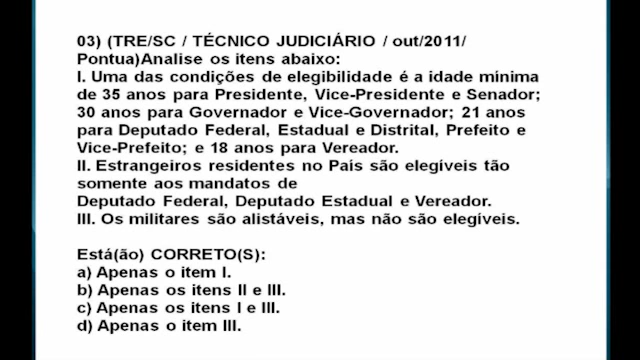 03) (TRE/SC / TÉCNICO JUDICIÁRIO / out/2011/
Pontua)Analise os itens abaixo:
I. Uma das condições de elegibilidade é a idade mínima
de 35 anos para Presidente, Vice-Presidente e Senador;
30 anos para Governador e Vice-Governador; 21 anos
para Deputado Federal, Estadual e Distrital, Prefeito e
Vice-Prefeito; e 18 anos para Vereador.
II. Estrangeiros residentes no País são elegíveis tão
somente aos mandatos de
Deputado Federal, Deputado Estadual e Vereador.
III. Os militares são alistáveis, mas não são elegíveis.
Está(ão) CORRETO(S):
a) Apenas o item I.
b) Apenas os itens II e III.
c) Apenas os itens I e III.
d) Apenas o item III.